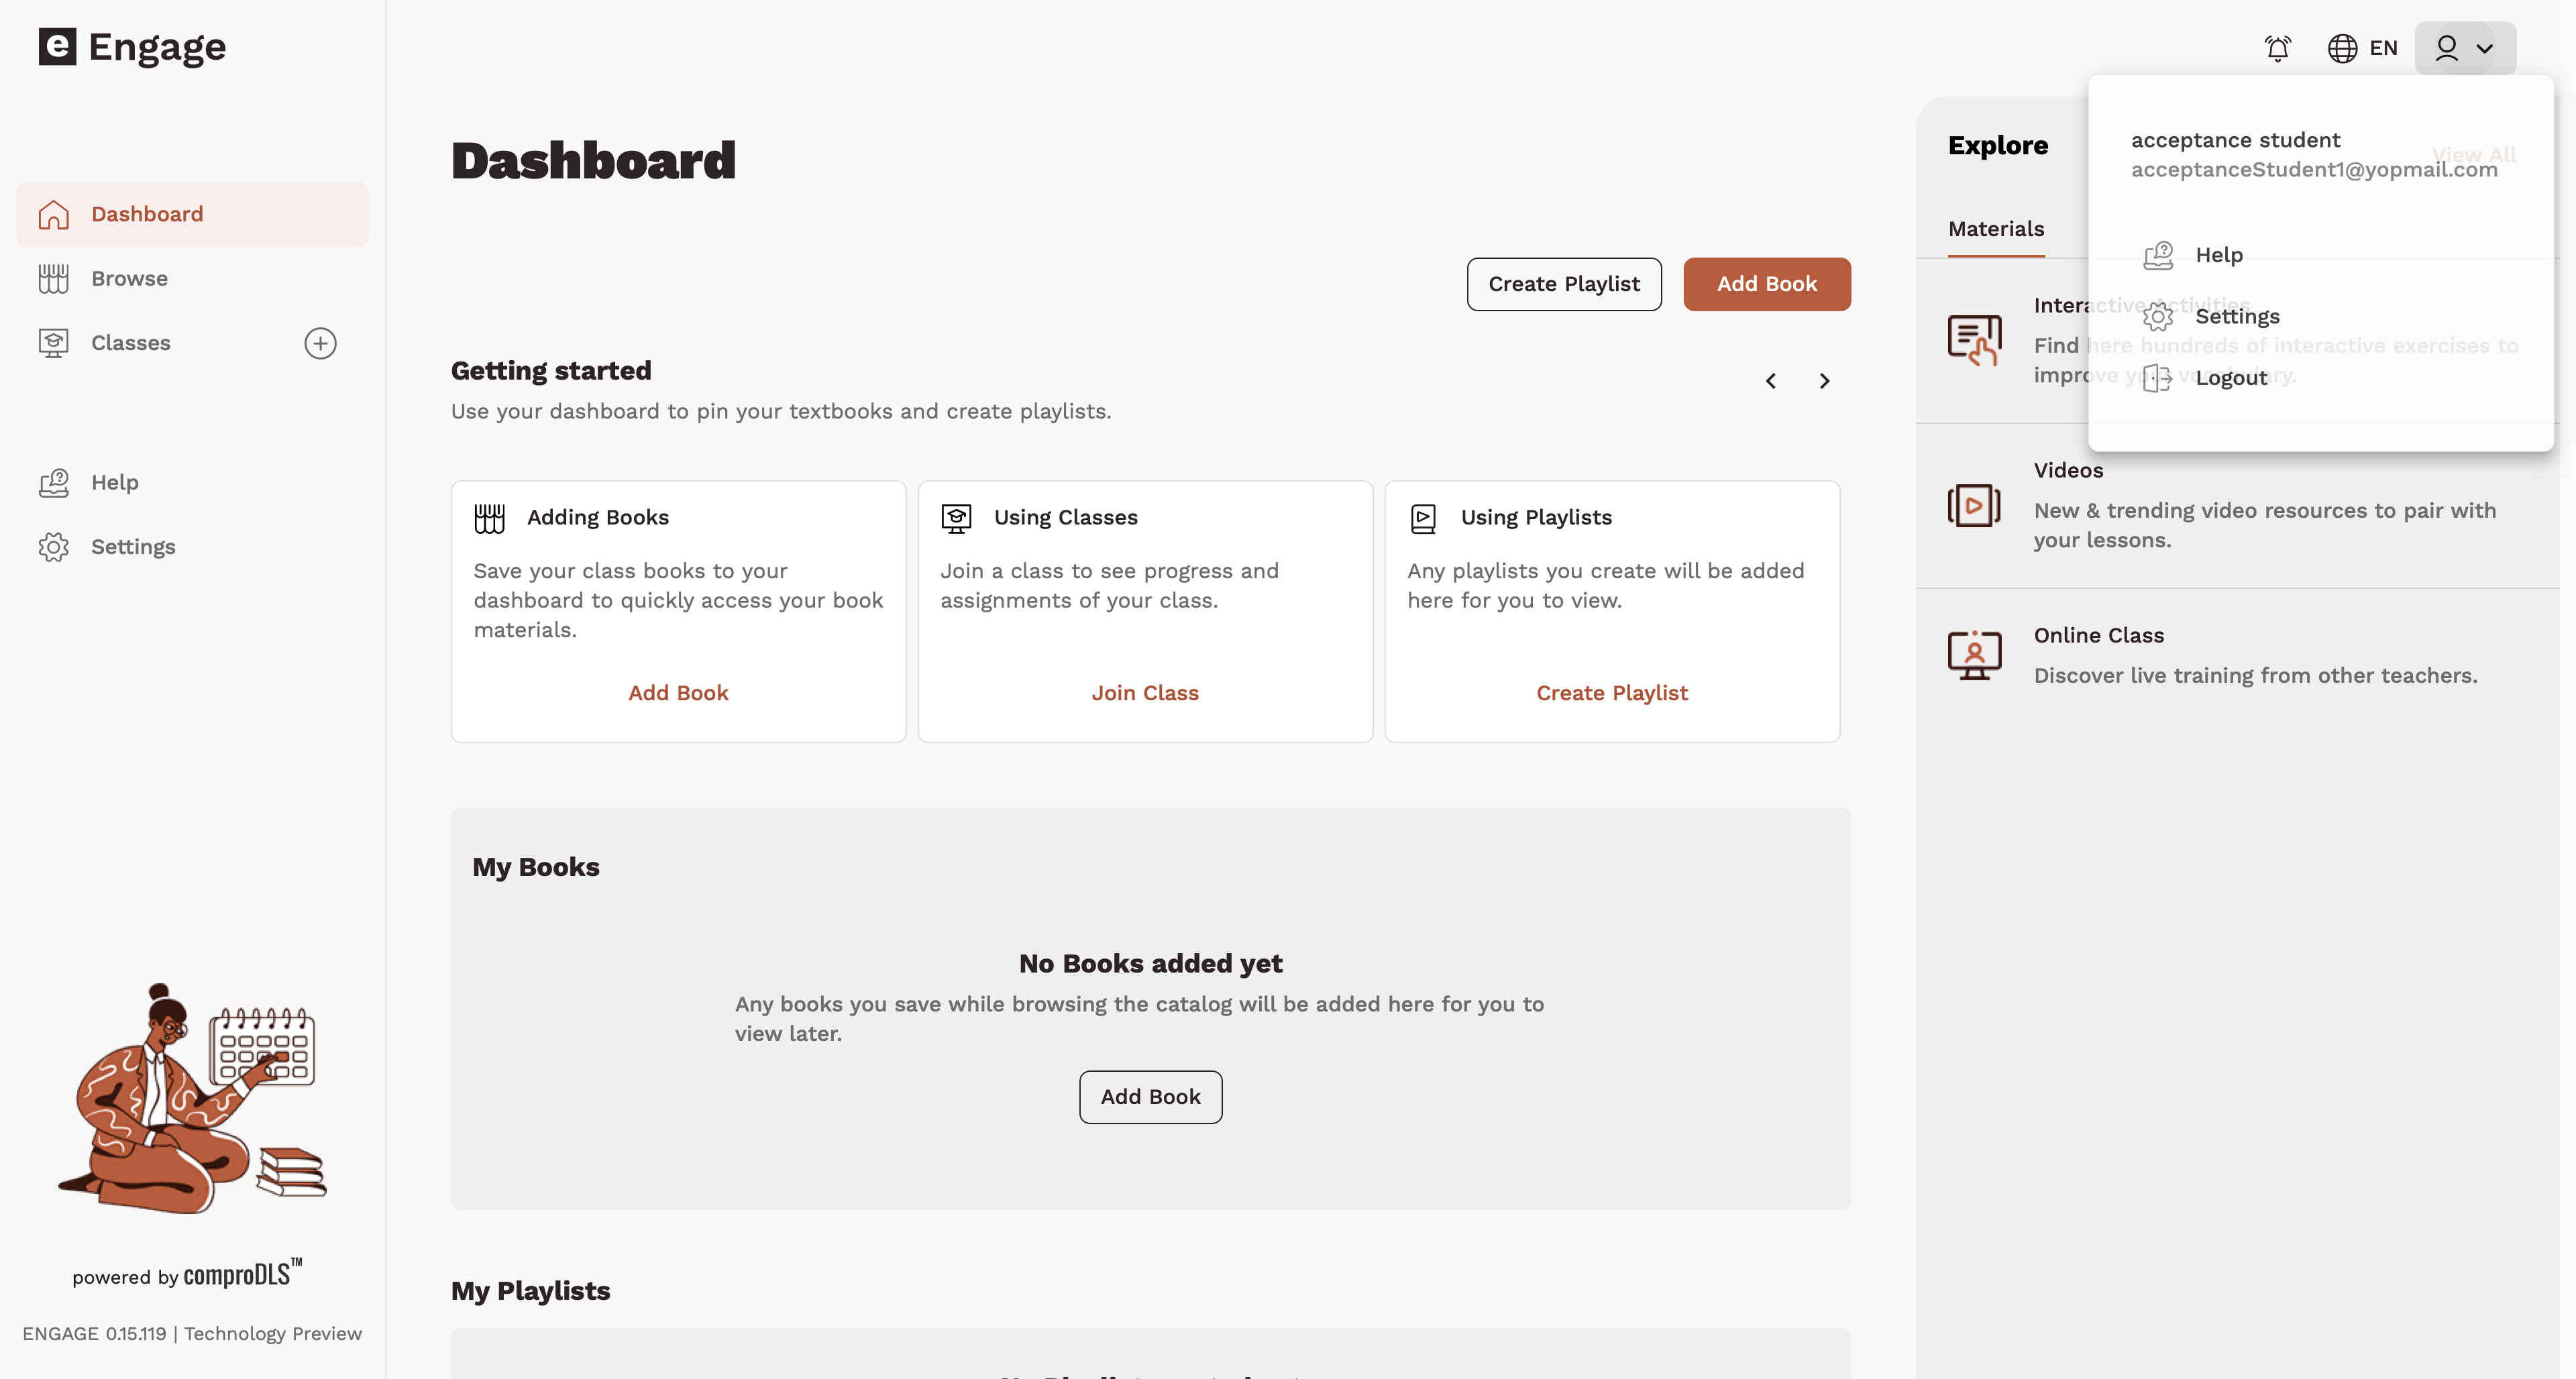 e Engage
EN
Dashboard
Browse
Classes
Help
Settings
powered by comproDLS™
ENGAGE 0.15.119 | Technology Preview
Dashboard
Create Playlist
Add Book
Getting started
Use your dashboard to pin your textbooks and create playlists.
Adding Books
Save your class books to your
dashboard to quickly access your book
materials.
Add Book
Using Classes
Join a class to see progress and
assignments of your class.
Join Class
Using Playlists
Any playlists you create will be added
here for you to view.
Create Playlist
My Books
No Books added yet
Any books you save while browsing the catalog will be added here for you to
view later.
Add Book
My Playlists
Explore
View All
Materials
Interactive Activities
Find here hundreds of interactive exercises to
improve your vocabulary.
Videos
New & trending video resources to pair with
your lessons.
Online Class
Discover live training from other teachers.
acceptance student
acceptanceStudent1@yopmail.com
Help
Settings
Logout